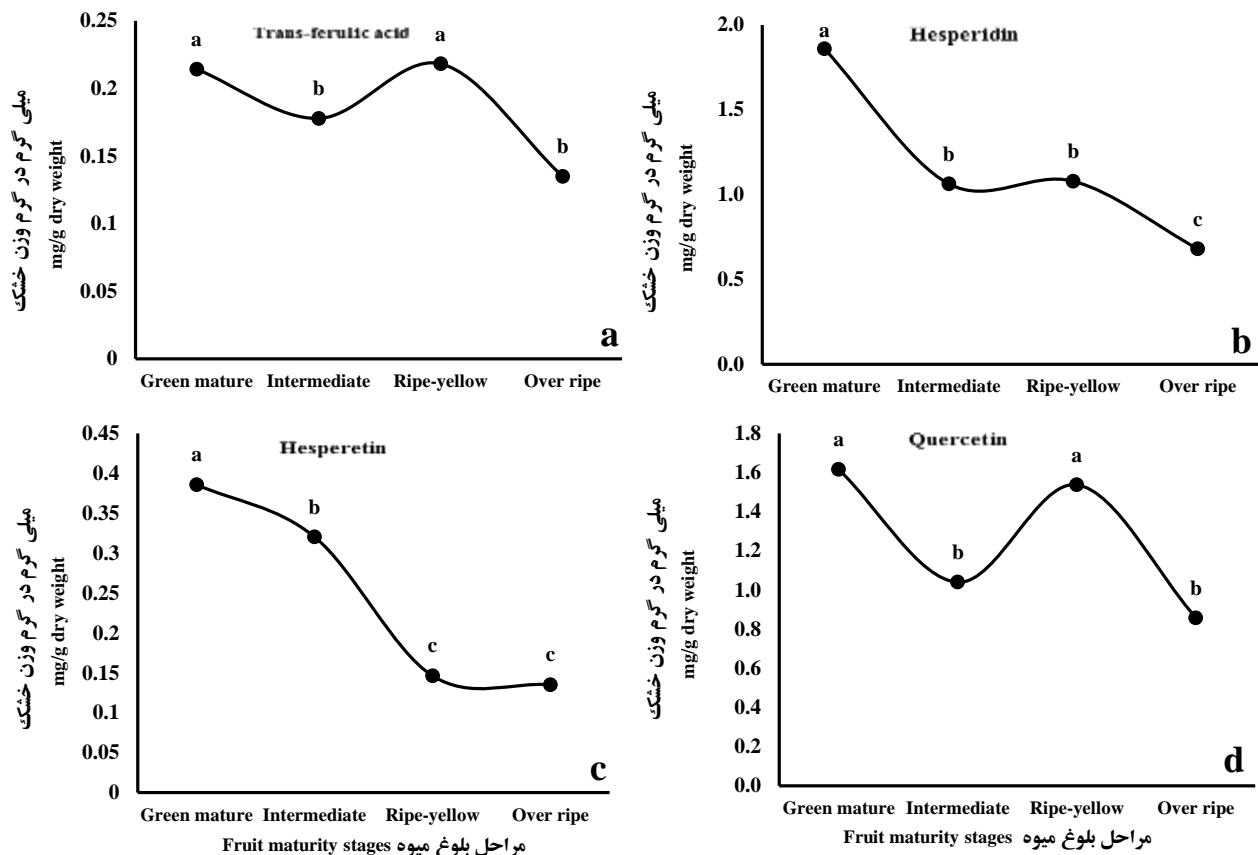 Trans-ferulic acid
میلی گرم در گرم وزن خشک
mg/g dry weight
0.25
0.2
0.15
0.1
0.05
0
a
b
a
b
a
Green mature Intermediate Ripe-yellow Over ripe
Hesperidin
میلی گرم در گرم وزن خشک
mg/g dry weight
2.0
1.5
1.0
0.5
0.0
a
b
b
c
b
Green mature Intermediate Ripe-yellow Over ripe
Hesperetin
میلی گرم در گرم وزن خشک
mg/g dry weight
0.45
0.4
0.35
0.3
0.25
0.2
0.15
0.1
0.05
0
a
b
c
c
c
Green mature Intermediate Ripe-yellow Over ripe
Fruit maturity stages مراحل بلوغ میوه
Quercetin
میلی گرم در گرم وزن خشک
mg/g dry weight
1.8
1.6
1.4
1.2
1.0
0.8
0.6
0.4
0.2
0.0
a
b
a
b
d
Green mature Intermediate Ripe-yellow Over ripe
Fruit maturity stages مراحل بلوغ میوه